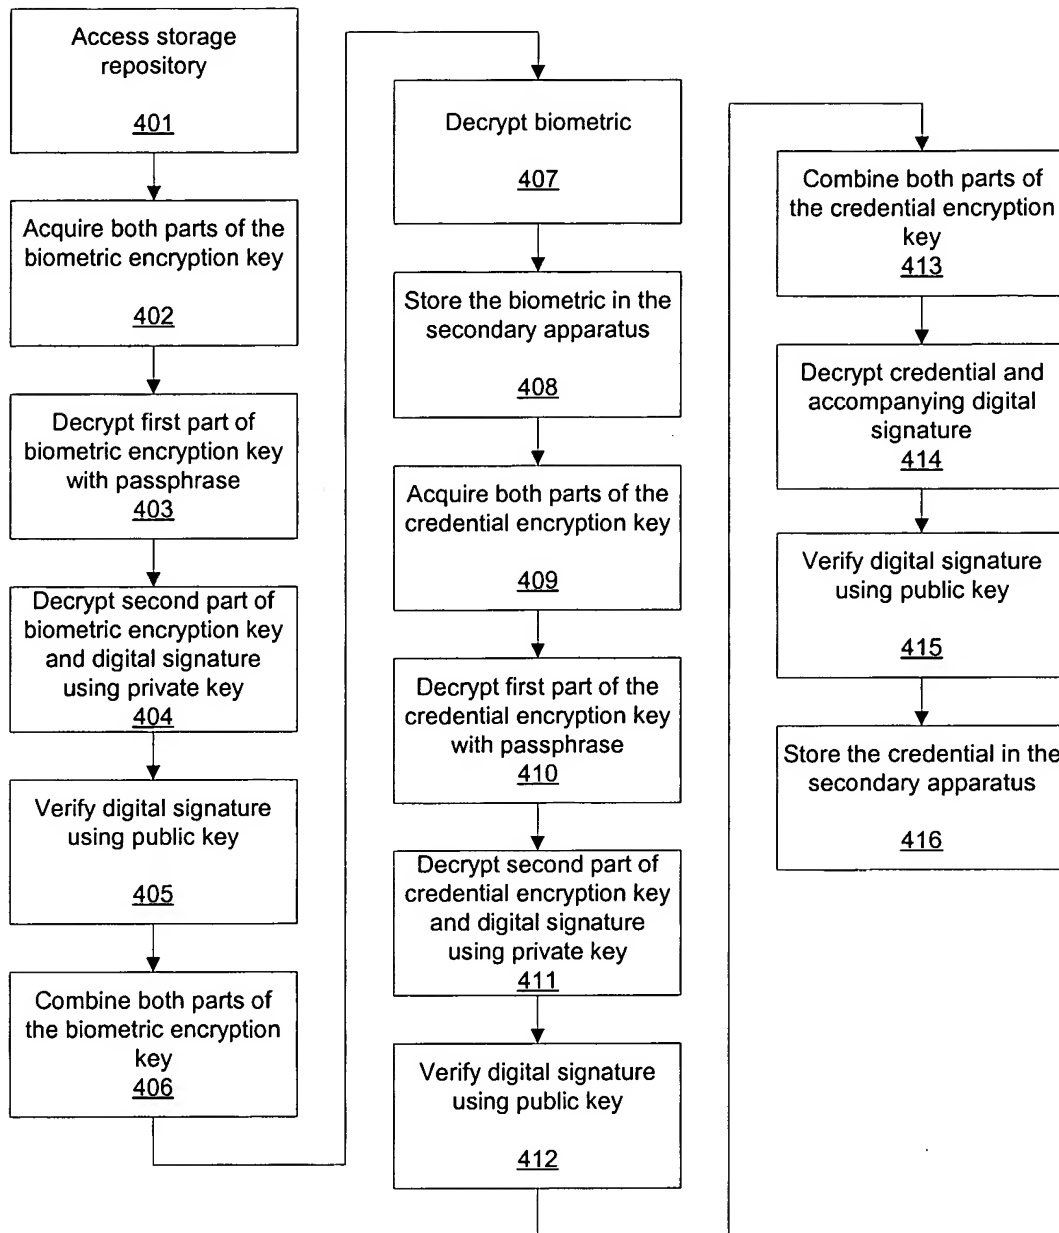 Access storage
repository
401
Acquire both parts of the
biometric encryption key
402
Decrypt first part of
biometric encryption key
with passphrase
403
Decrypt second part of
biometric encryption key
and digital signature
using private key
404
Verify digital signature
using public key
405
Combine both parts of
the biometric encryption
key
406
Decrypt biometric
407
Store the biometric in the
secondary apparatus
408
Acquire both parts of the
credential encryption key
409
Decrypt first part of the
credential encryption key
with passphrase
410
Decrypt second part of
credential encryption key
and digital signature
using private key
411
Verify digital signature
using public key
412
Combine both parts of
the credential encryption
key
413
Decrypt credential and
accompanying digital
signature
414
Verify digital signature
using public key
415
Store the credential in the
secondary apparatus
416